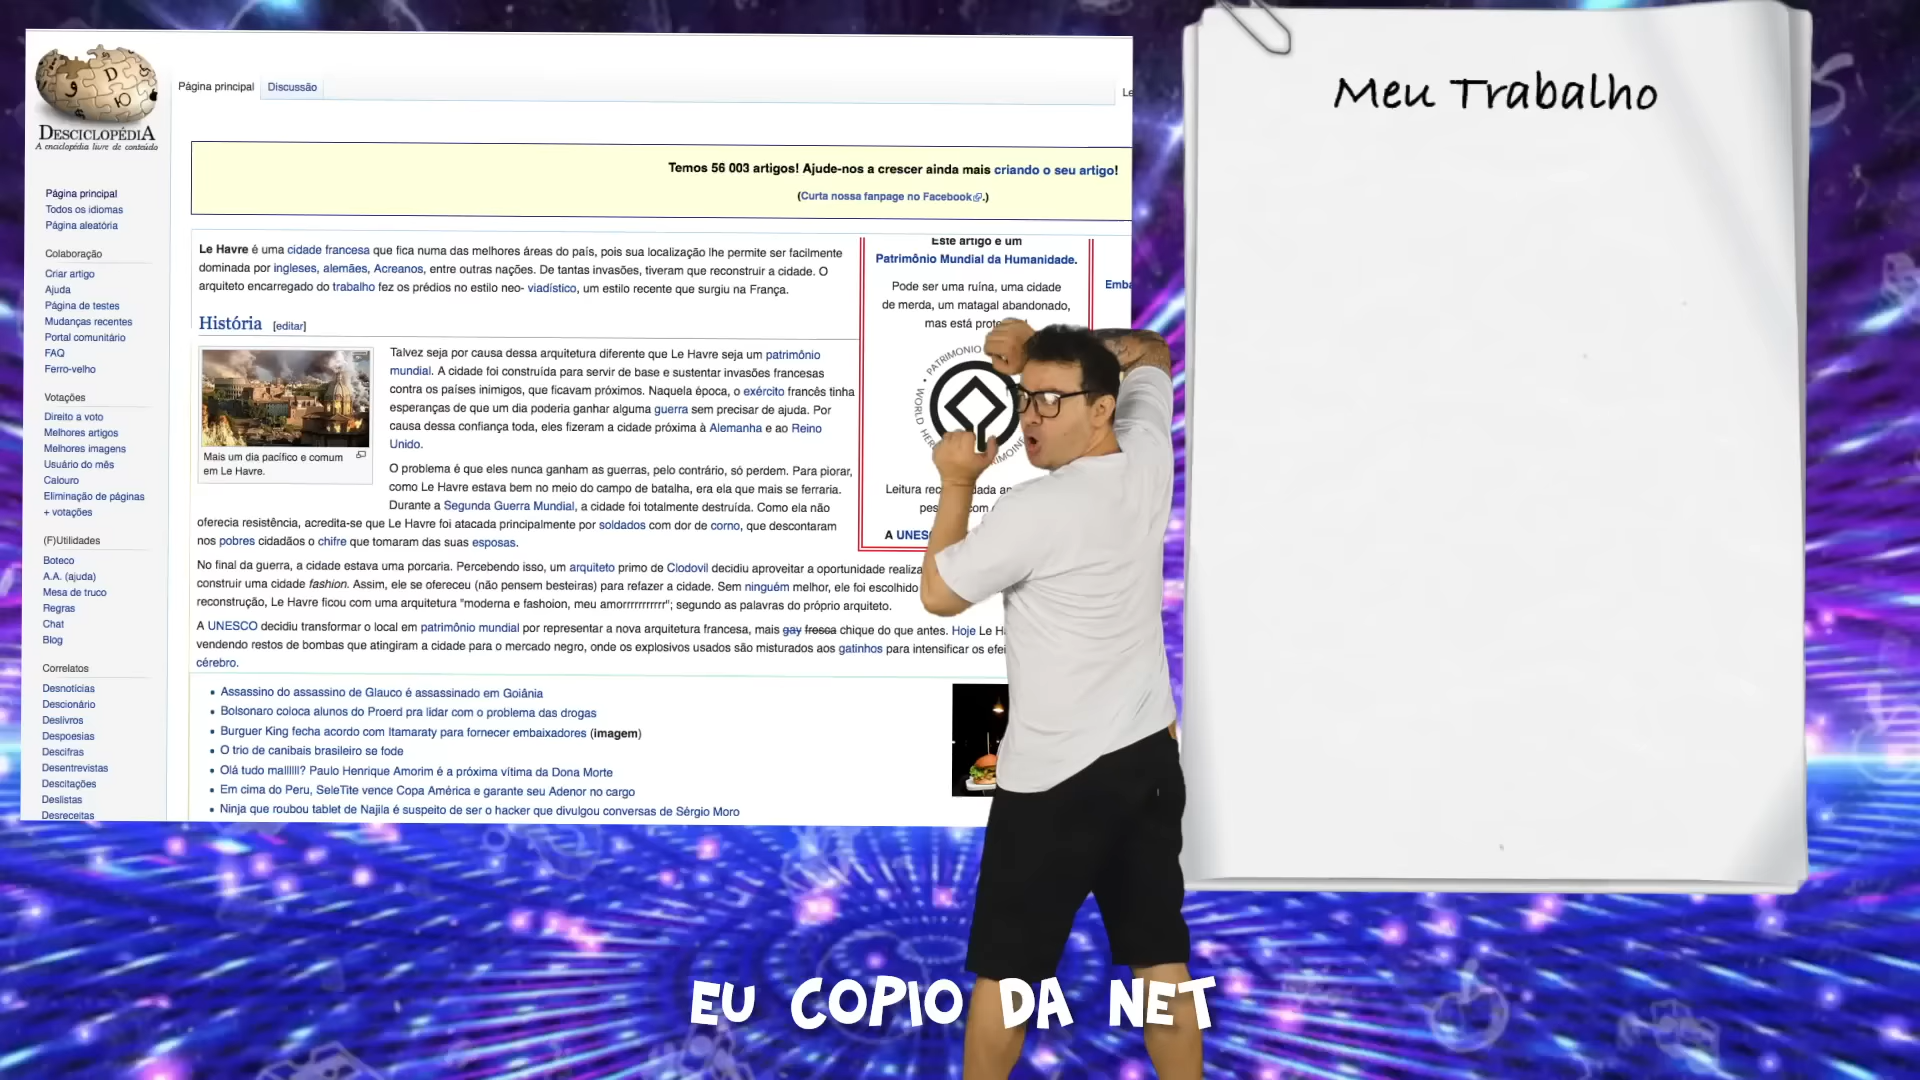 DESCICLOPÉDIA
A enciclopédia livre de conteúdo
Página principal
Todos os idiomas
Página aleatória
Colaboração
Criar artigo
Ajuda
Página de testes
Mudanças recentes
Portal comunitário
FAQ
Ferro-velho
Votações
Direito a voto
Melhores artigos
Melhores imagens
Usuário do mês
Calouro
Eliminação de páginas
+ votações
(F)Utilidades
Boteco
A.A. (ajuda)
Mesa de truco
Regras
Chat
Blog
Correlatos
Desnotícias
Descionário
Deslivros
Despoesias
Descifras
Desentrevistas
Descitações
Deslistas
Desreceitas
Página principal Discussão
Le
Temos 56 003 artigos! Ajude-nos a crescer ainda mais criando o seu artigo!
(Curta nossa fanpage no Facebook.)
Le Havre é uma cidade francesa que fica numa das melhores áreas do país, pois sua localização lhe permite ser facilmente
dominada por ingleses, alemães, Acreanos, entre outras nações. De tantas invasões, tiveram que reconstruir a cidade. O
arquiteto encarregado do trabalho fez os prédios no estilo neo- viadístico, um estilo recente que surgiu na França.
História [editar]
Mais um dia pacífico e comum
em Le Havre.
Talvez seja por causa dessa arquitetura diferente que Le Havre seja um patrimônio
mundial. A cidade foi construída para servir de base e sustentar invasões francesas
contra os países inimigos, que ficavam próximos. Naquela época, o exército francês tinha
esperanças de que um dia poderia ganhar alguma guerra sem precisar de ajuda. Por
causa dessa confiança toda, eles fizeram a cidade próxima à Alemanha e ao Reino
Unido.
O problema é que eles nunca ganham as guerras, pelo contrário, só perdem. Para piorar,
como Le Havre estava bem no meio do campo de batalha, era ela que mais se ferraria.
Durante a Segunda Guerra Mundial, a cidade foi totalmente destruída. Como ela não
oferecia resistência, acredita-se que Le Havre foi atacada principalmente por soldados com dor de corno, que descontaram
nos pobres cidadãos o chifre que tomaram das suas esposas.
No final da guerra, a cidade estava uma porcaria. Percebendo isso, um arquiteto primo de Clodovil decidiu aproveitar a oportunidade realiza
construir uma cidade fashion. Assim, ele se ofereceu (não pensem besteiras) para refazer a cidade. Sem ninguém melhor, ele foi escolhido
reconstrução, Le Havre ficou com uma arquitetura "moderna e fashoion, meu amorrrrrrrrrrr"; segundo as palavras do próprio arquiteto.
A UNESCO decidiu transformar o local em patrimônio mundial por representar a nova arquitetura francesa, mais gay fresca chique do que antes. Hoje Le H
vendendo restos de bombas que atingiram a cidade para o mercado negro, onde os explosivos usados são misturados aos gatinhos para intensificar os efei
cérebro.
Este artigo é um
Patrimônio Mundial da Humanidade.
Pode ser uma ruína, uma cidade
de merda, um matagal abandonado,
mas está prote
PATRIMONIO
WORLD HER
RIMOINE
Leitura rec dada a
pes com
A UNES
Emba
Assassino do assassino de Glauco é assassinado em Goiânia
Bolsonaro coloca alunos do Proerd pra lidar com o problema das drogas
Burguer King fecha acordo com Itamaraty para fornecer embaixadores (imagem)
O trio de canibais brasileiro se fode
Olá tudo malllll? Paulo Henrique Amorim é a próxima vítima da Dona Morte
Em cima do Peru, SeleTite vence Copa América e garante seu Adenor no cargo
Ninja que roubou tablet de Najila é suspeito de ser o hacker que divulgou conversas de Sérgio Moro
Meu Trabalho
EU COPIO DA NET